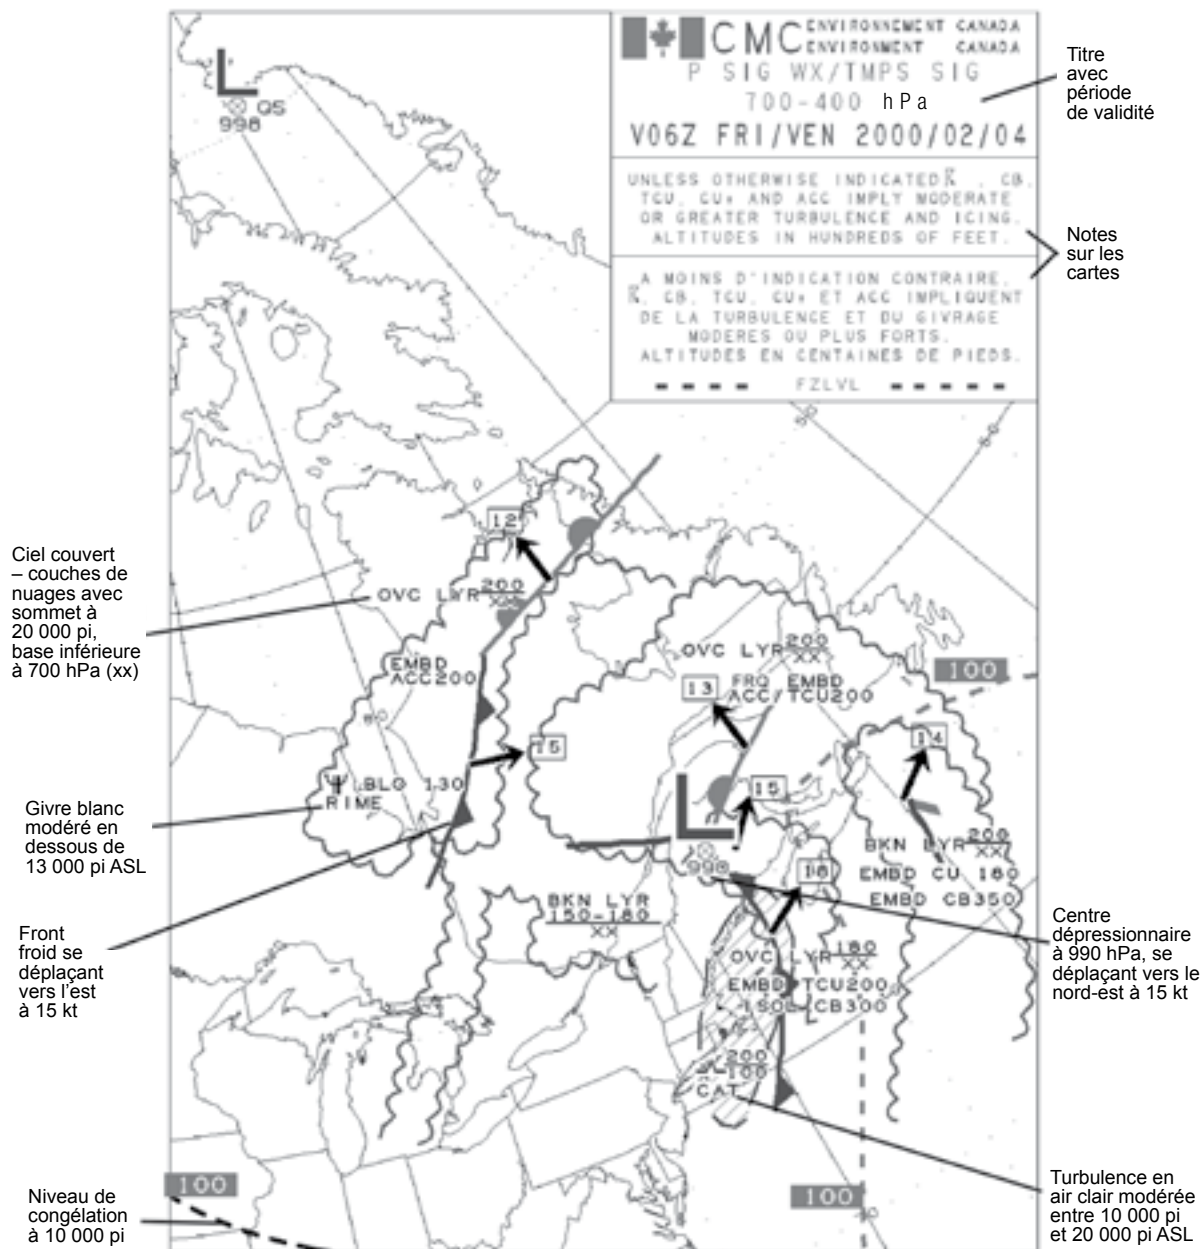 CMC ENVIRONNEMENT CANADA
ENVIRONMENT CANADA
P SIG WX/TMPS SIG
700-400 hPa
V06Z FRI/VEN 2000/02/04
UNLESS OTHERWISE INDICATED , CB,
TCU, CU+ AND ACC IMPLY MODERATE
OR GREATER TURBULENCE AND ICING.
ALTITUDES IN HUNDREDS OF FEET.
A MOINS D'INDICATION CONTRAIRE,
, CB, TCU, CU+ ET ACC IMPLIQUENT
DE LA TURBULENCE ET DU GIVRAGE
MODERES OU PLUS FORTS.
ALTITUDES EN CENTAINES DE PIEDS.
FZLVL
Titre
avec
période
de validité
Notes
sur les
cartes
L
QS
998
50
60
12
Ciel couvert
– couches de
nuages avec
sommet à
20 000 pi,
base inférieure
à 700 hPa (xx)
OVC LYR 200
XX
EMBD
ACC200
OVC LYR 200
XX
FRQ EMBD
ACC/TCU200
100
13
14
15
15
Givre blanc
modéré en
dessous de
13 000 pi ASL
BLO 130
RIME
L
998
BKN LYR 200
XX
EMBD CU 180
EMBD CB350
18
BKN LYR
150-180
XX
Front
froid se
déplaçant
vers l'est
à 15 kt
Centre
dépressionnaire
à 990 hPa, se
déplaçant vers le
nord-est à 15 kt
OVC LYR 180
XX
EMBD TCU200
ISOL CB300
200
100
CAT
100
100
Niveau de
congélation
à 10 000 pi
Turbulence en
air clair modérée
entre 10 000 pi
et 20 000 pi ASL